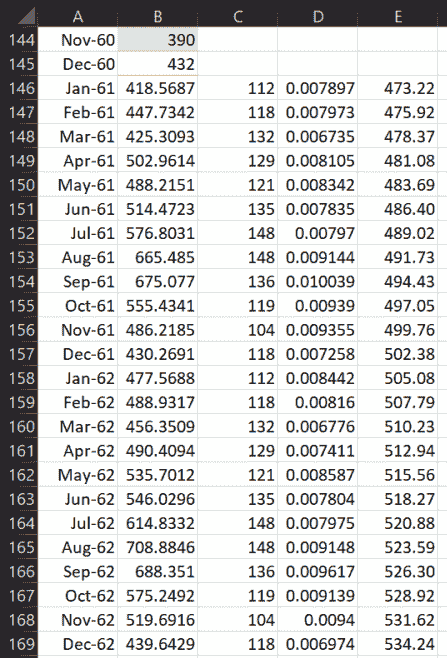 A B C D E
144 Nov-60 390
145 Dec-60 432
146 Jan-61 418.5687 112 0.007897 473.22
147 Feb-61 447.7342 118 0.007973 475.92
148 Mar-61 425.3093 132 0.006735 478.37
149 Apr-61 502.9614 129 0.008105 481.08
150 May-61 488.2151 121 0.008342 483.69
151 Jun-61 514.4723 135 0.007835 486.40
152 Jul-61 576.8031 148 0.00797 489.02
153 Aug-61 665.485 148 0.009144 491.73
154 Sep-61 675.077 136 0.010039 494.43
155 Oct-61 555.4341 119 0.00939 497.05
156 Nov-61 486.2185 104 0.009355 499.76
157 Dec-61 430.2691 118 0.007258 502.38
158 Jan-62 477.5688 112 0.008442 505.08
159 Feb-62 488.9317 118 0.00816 507.79
160 Mar-62 456.3509 132 0.006776 510.23
161 Apr-62 490.4094 129 0.007411 512.94
162 May-62 535.7012 121 0.008587 515.56
163 Jun-62 546.0296 135 0.007804 518.27
164 Jul-62 614.8332 148 0.007975 520.88
165 Aug-62 708.8846 148 0.009148 523.59
166 Sep-62 688.351 136 0.009617 526.30
167 Oct-62 575.2492 119 0.009139 528.92
168 Nov-62 519.6916 104 0.0094 531.62
169 Dec-62 439.6429 118 0.006974 534.24